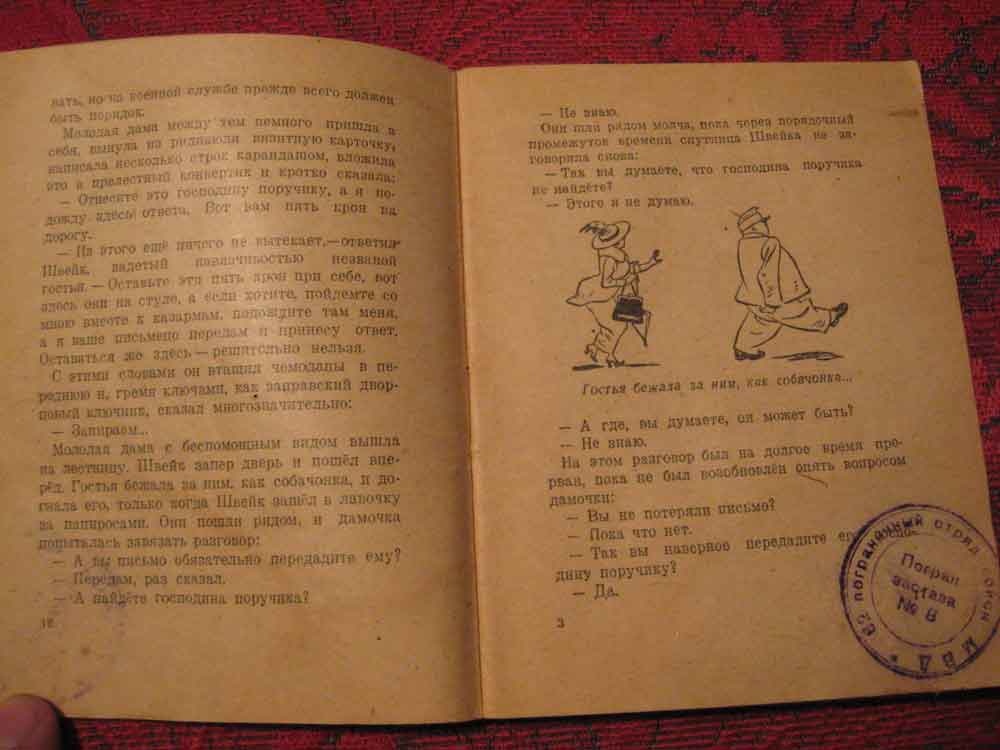 вать, но на военной службе прежде всего должен
быть порядок.
Молодая дама между тем немного пришла в
себя, вынула из ридикюля визитную карточку,
написала несколько строк карандашом, вложила
это в прелестный конвертик и кротко сказала:
— Отнесите это господину поручику, а я по-
дожду здесь ответа. Вот вам пять крон на
дорогу.
— Из этого ещё ничего не вытекает,—ответил
Швейк, задетый навязчивостью незваной
гостьи.—Оставьте эти пять крон при себе, вот
здесь они на стуле, а если хотите, пойдемте со
мною вместе к казармам, подождите там меня,
а я ваше письмецо передам и принесу ответ.
Оставаться же здесь—решительно нельзя.
С этими словами он втащил чемоданы в пе-
реднюю и, гремя ключами, как заправский двор-
цовый ключник, сказал многозначительно:
— Запираем...
Молодая дама с беспомощным видом вышла
на лестницу. Швейк запер дверь и пошёл впе-
рёд. Гостья бежала за ним, как собачонка, и до-
гнала его, только когда Швейк зашёл в лавочку
за папиросами. Они пошли рядом, и дамочка
попыталась завязать разговор:
— А вы письмо обязательно передадите ему?
— Передам, раз сказал.
— А найдёте господина поручика?
— Не знаю.
Они шли рядом молча, пока через порядочный
промежуток времени спутница Швейка не за-
говорила снова:
— Так вы думаете, что господина поручика
не найдёте?
— Этого я не думаю.
Гостья бежала за ним, как собачонка...
— А где, вы думаете, он может быть?
— Не знаю.
На этом разговор был на долгое время пре-
рван, пока не был возобновлён опять вопросом
дамочки:
— Вы не потеряли письмо?
— Пока что нет.
— Так вы наверное передадите его
дину поручику?
— Да.
3
62 пограничный отряд МВД
Погран
застава
№ 8